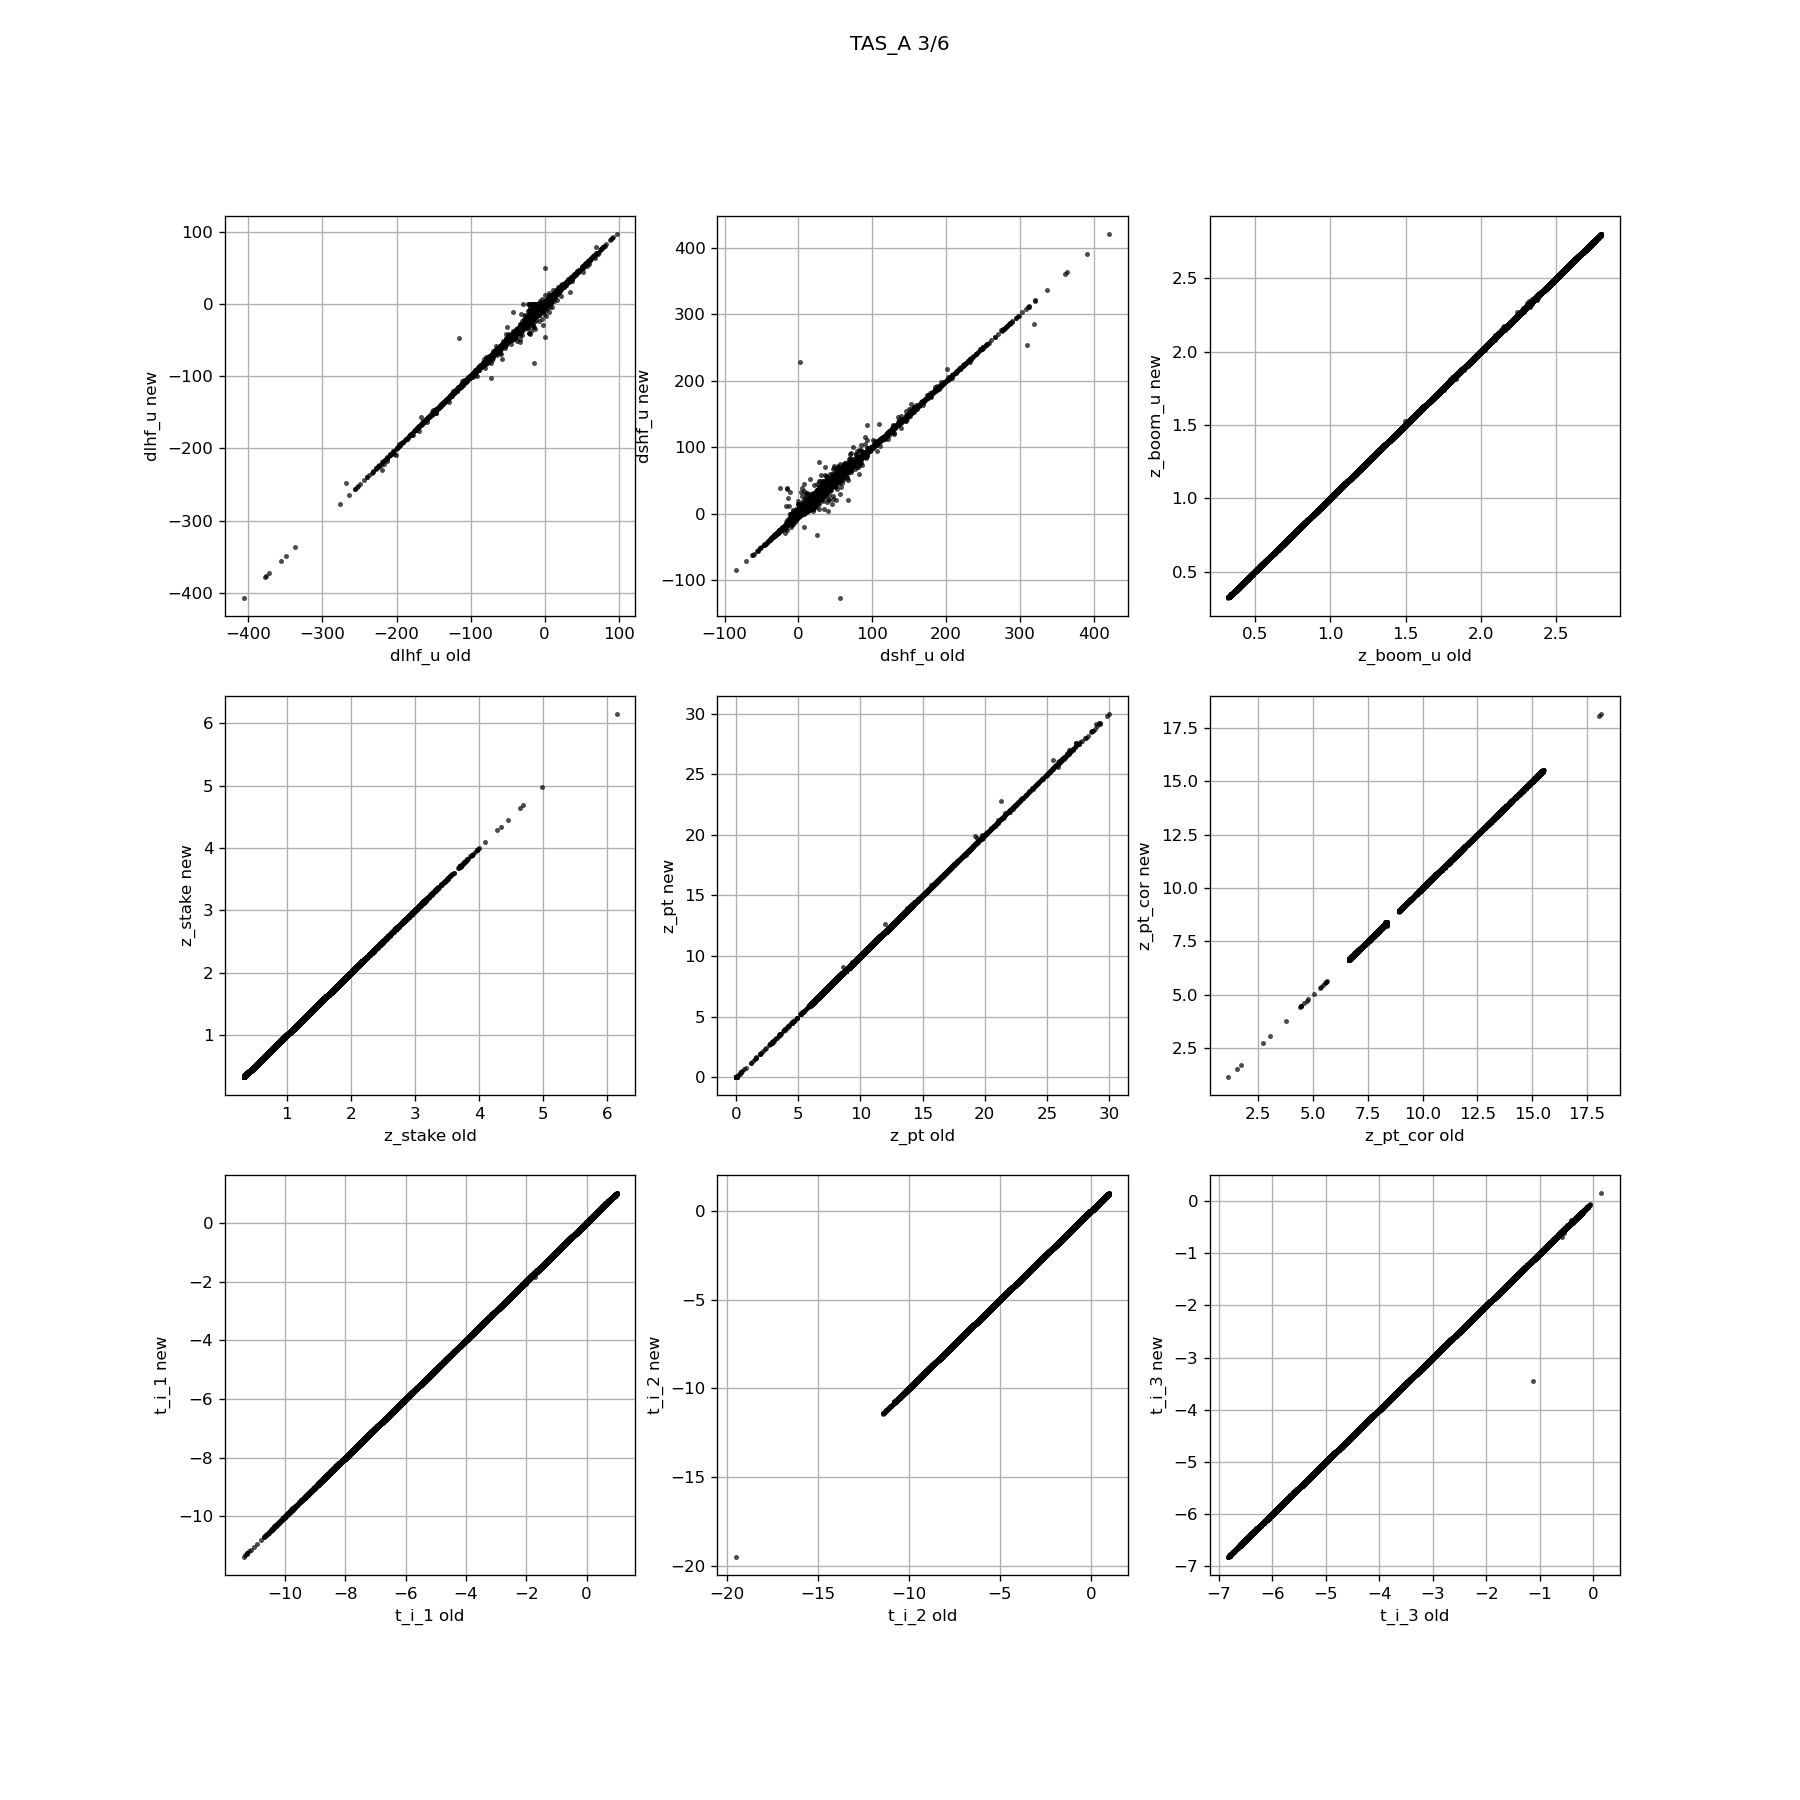 TAS_A 3/6
100
0
−100
−200
−300
−400
dlhf_u new
−400 −300 −200 −100 0 100
dlhf_u old
400
300
200
100
0
−100
dshf_u new
−100 0 100 200 300 400
dshf_u old
2.5
2.0
1.5
1.0
0.5
z_boom_u new
0.5 1.0 1.5 2.0 2.5
z_boom_u old
6
5
4
3
2
1
z_stake new
1 2 3 4 5 6
z_stake old
30
25
20
15
10
5
0
z_pt new
0 5 10 15 20 25 30
z_pt old
17.5
15.0
12.5
10.0
7.5
5.0
2.5
z_pt_cor new
2.5 5.0 7.5 10.0 12.5 15.0 17.5
z_pt_cor old
0
−2
−4
−6
−8
−10
t_i_1 new
−10 −8 −6 −4 −2 0
t_i_1 old
0
−5
−10
−15
−20
t_i_2 new
−20 −15 −10 −5 0
t_i_2 old
0
−1
−2
−3
−4
−5
−6
−7
t_i_3 new
−7 −6 −5 −4 −3 −2 −1 0
t_i_3 old